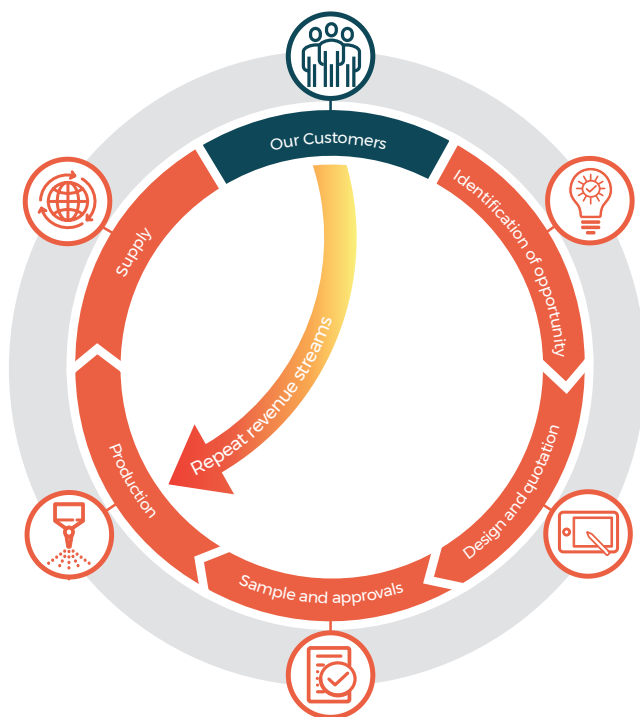 Our Customers
Identification of opportunity
Design and quotation
Sample and approvals
Production
Supply
Repeat revenue streams